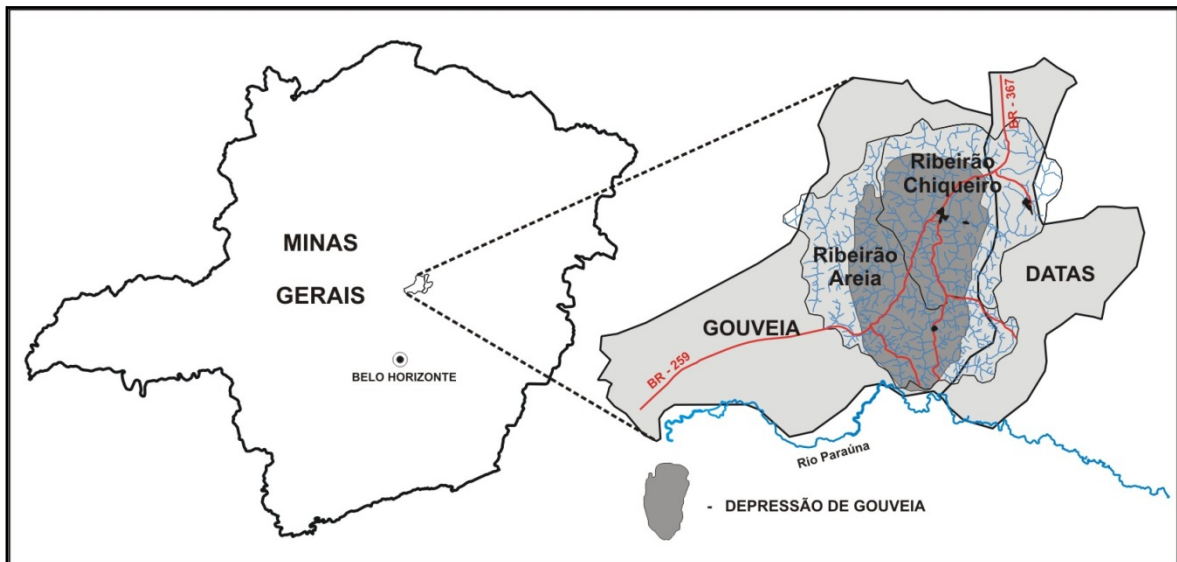 MINAS
GERAIS
BELO HORIZONTE
BR - 367
Ribeirão
Chiqueiro
Ribeirão
Areia
DATAS
GOUVEIA
BR - 259
Rio Paraúna
- DEPRESSÃO DE GOUVEIA